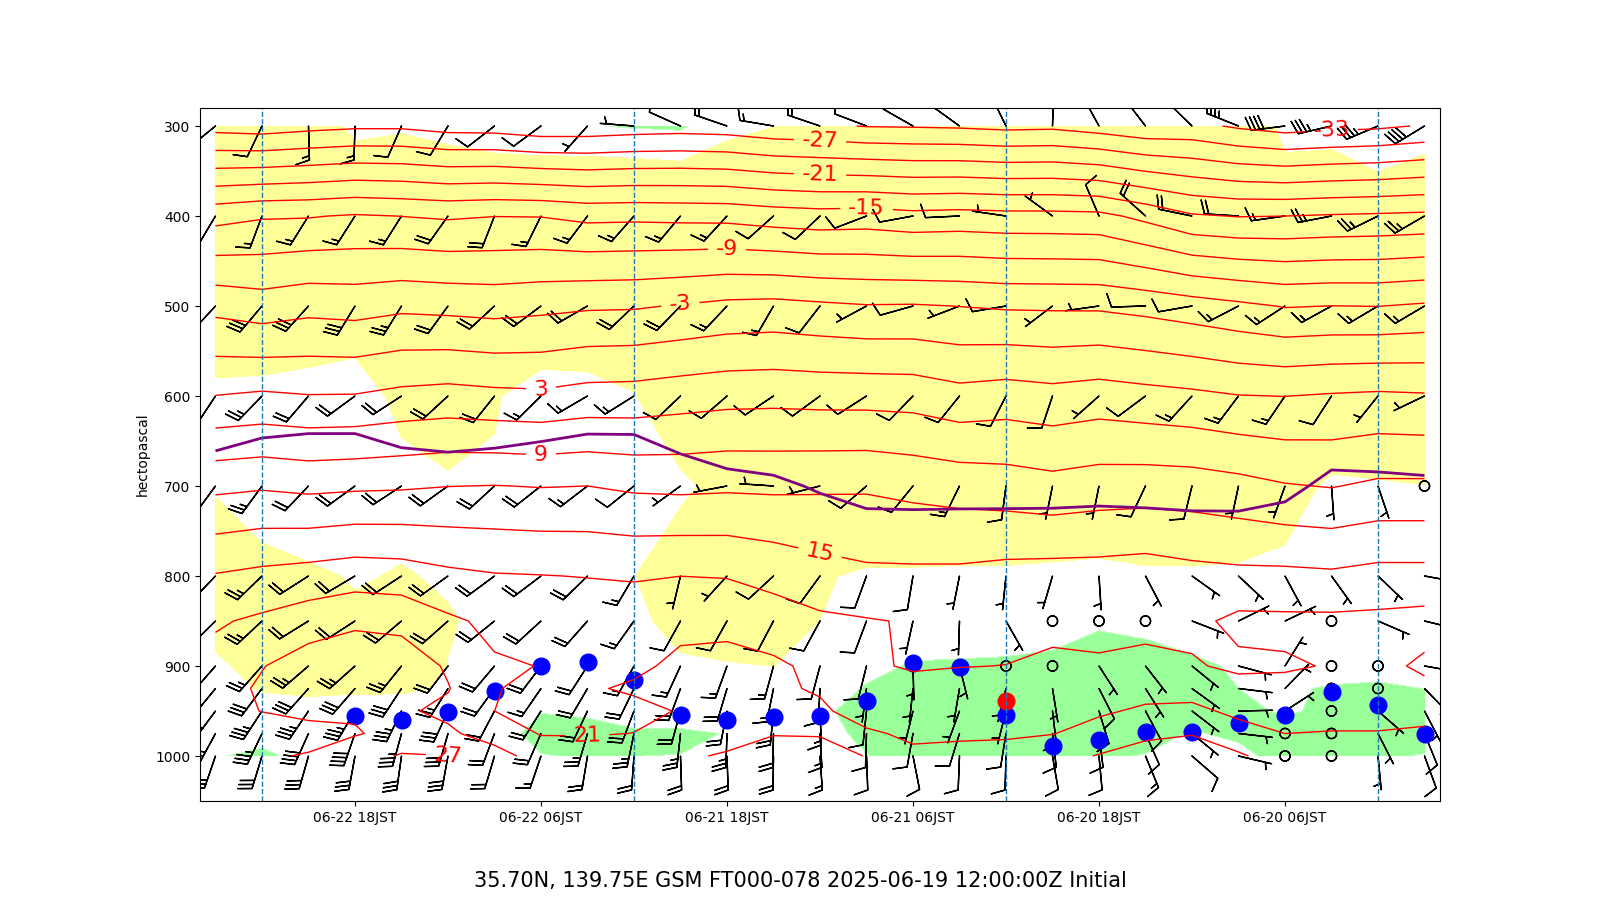 300
400
500
600
700
800
900
1000
hectopascal
-27
-33
-21
-15
-9
-3
3
9
15
21
27
06-22 18JST
06-22 06JST
06-21 18JST
06-21 06JST
06-20 18JST
06-20 06JST
35.70N, 139.75E GSM FT000-078 2025-06-19 12:00:00Z Initial